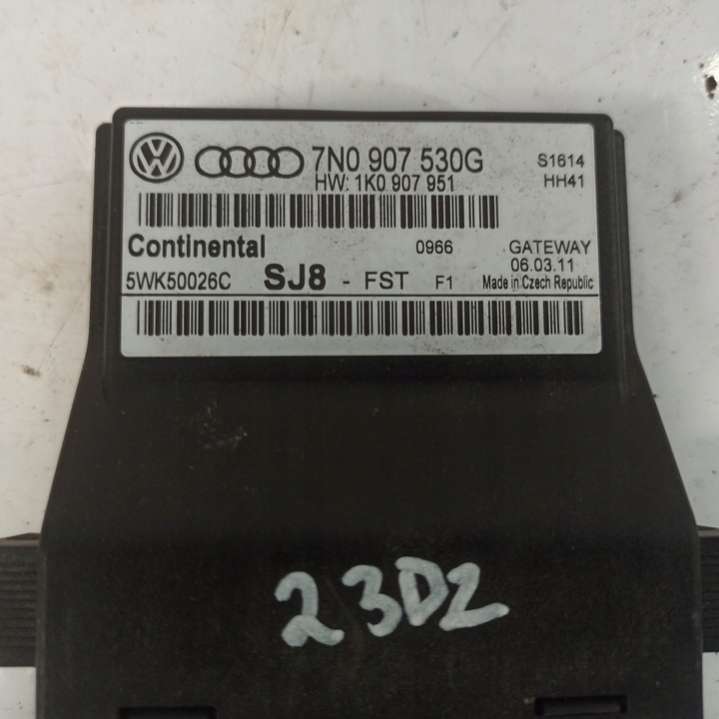 7N0 907 530G S1614
HW: 1K0 907 951 HH41
Continental 0966 GATEWAY
06.03.11
5WK50026C SJ8 - FST F1 Made in Czech Republic
23D2